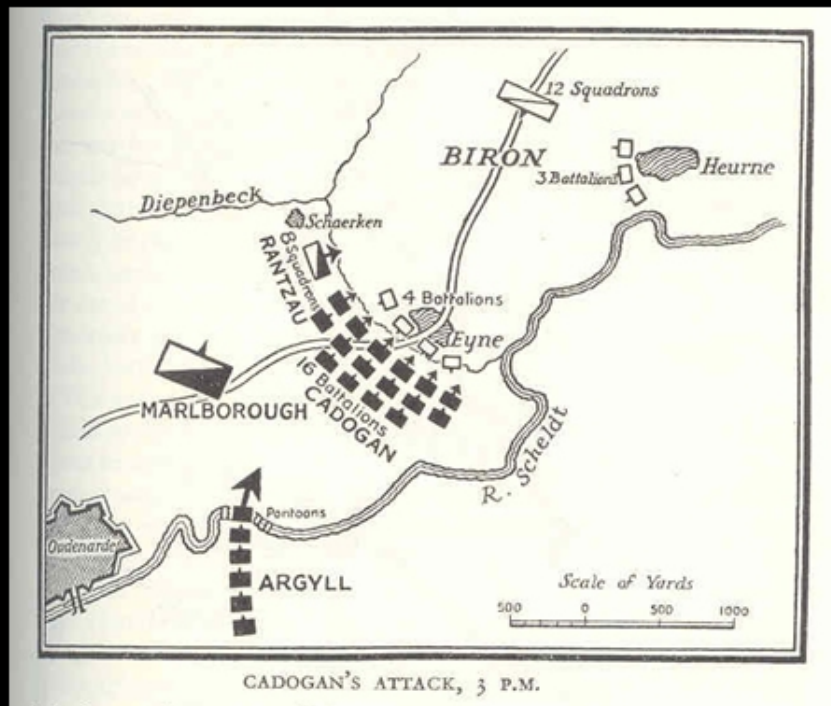 12 Squadrons
BIRON
3 Battalions
Heurne
Diepenbeck
Schaerken
8 Squadrons
RANTZAU
4 Battalions
Eyne
16 Battalions
CADOGAN
MARLBOROUGH
R. Scheldt
Pontoons
Oudenarde
ARGYLL
Scale of Yards
500 0 500 1000
CADOGAN'S ATTACK, 3 P.M.